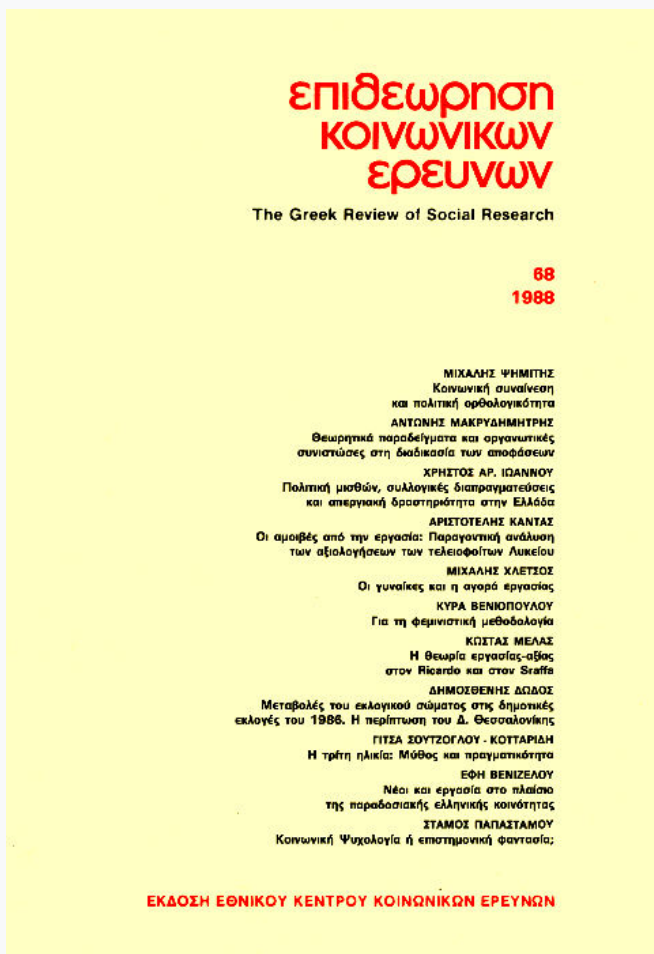 επιθεωρηση
κοινωνικων
ερευνων
The Greek Review of Social Research
68
1988
ΜΙΧΑΛΗΣ ΨΗΜΙΤΗΣ
Κοινωνική συναίνεση
και πολιτική ορθολογικότητα
ΑΝΤΩΝΗΣ ΜΑΚΡΥΔΗΜΗΤΡΗΣ
Θεωρητικά παραδείγματα και οργανωτικές
συνιστώσες στη διαδικασία των αποφάσεων
ΧΡΗΣΤΟΣ ΑΡ. ΙΩΑΝΝΟΥ
Πολιτική μισθών, συλλογικές διαπραγματεύσεις
και απεργιακή δραστηριότητα στην Ελλάδα
ΑΡΙΣΤΟΤΕΛΗΣ ΚΑΝΤΑΣ
Οι αμοιβές από την εργασία: Παραγοντική ανάλυση
των αξιολογήσεων των τελειοφοίτων Λυκείου
ΜΙΧΑΛΗΣ ΧΛΕΤΣΟΣ
Οι γυναίκες και η αγορά εργασίας
ΚΥΡΑ ΒΕΝΙΟΠΟΥΛΟΥ
Για τη φεμινιστική μεθοδολογία
ΚΩΣΤΑΣ ΜΕΛΑΣ
Η θεωρία εργασίας-αξίας
στον Ricardo και στον Sraffa
ΔΗΜΟΣΘΕΝΗΣ ΔΩΔΟΣ
Μεταβολές του εκλογικού σώματος στις δημοτικές
εκλογές του 1986. Η περίπτωση του Δ. Θεσσαλονίκης
ΓΙΤΣΑ ΣΟΥΤΖΟΓΛΟΥ - ΚΟΤΤΑΡΙΔΗ
Η τρίτη ηλικία: Μύθος και πραγματικότητα
ΕΦΗ ΒΕΝΙΖΕΛΟΥ
Νέοι και εργασία στο πλαίσιο
της παραδοσιακής ελληνικής κοινότητας
ΣΤΑΜΟΣ ΠΑΠΑΣΤΑΜΟΥ
Κοινωνική Ψυχολογία ή επιστημονική φαντασία;
ΕΚΔΟΣΗ ΕΘΝΙΚΟΥ ΚΕΝΤΡΟΥ ΚΟΙΝΩΝΙΚΩΝ ΕΡΕΥΝΩΝ